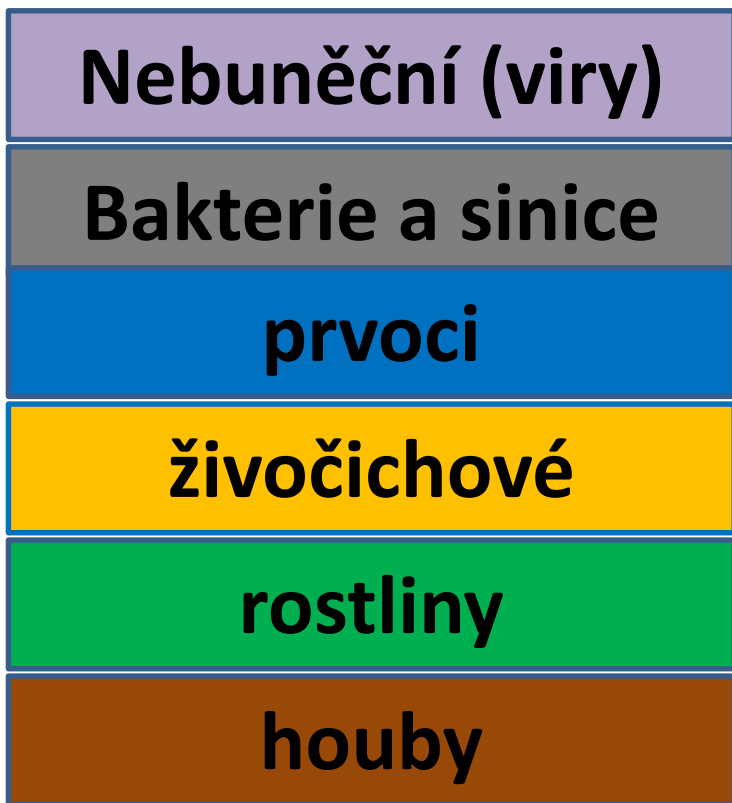 Nebuněční (viry)
Bakterie a sinice
prvoci
živočichové
rostliny
houby